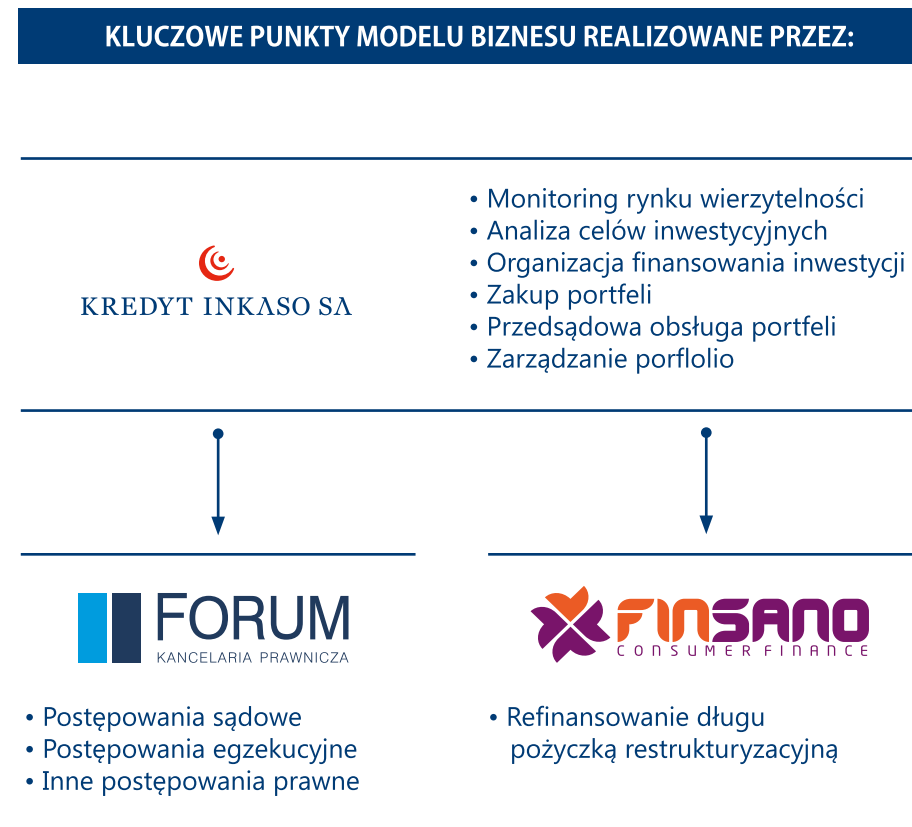 KLUCZOWE PUNKTY MODELU BIZNESU REALIZOWANE PRZEZ:
KREDYT INKΛSO SΛ
• Monitoring rynku wierzytelności
• Analiza celów inwestycyjnych
• Organizacja finansowania inwestycji
• Zakup portfeli
• Przedsądowa obsługa portfeli
• Zarządzanie porflolio
FORUM
KANCELARIA PRAWNICZA
• Postępowania sądowe
• Postępowania egzekucyjne
• Inne postępowania prawne
FINSANO
CONSUMER FINANCE
• Refinansowanie długu
pożyczką restrukturyzacyjną